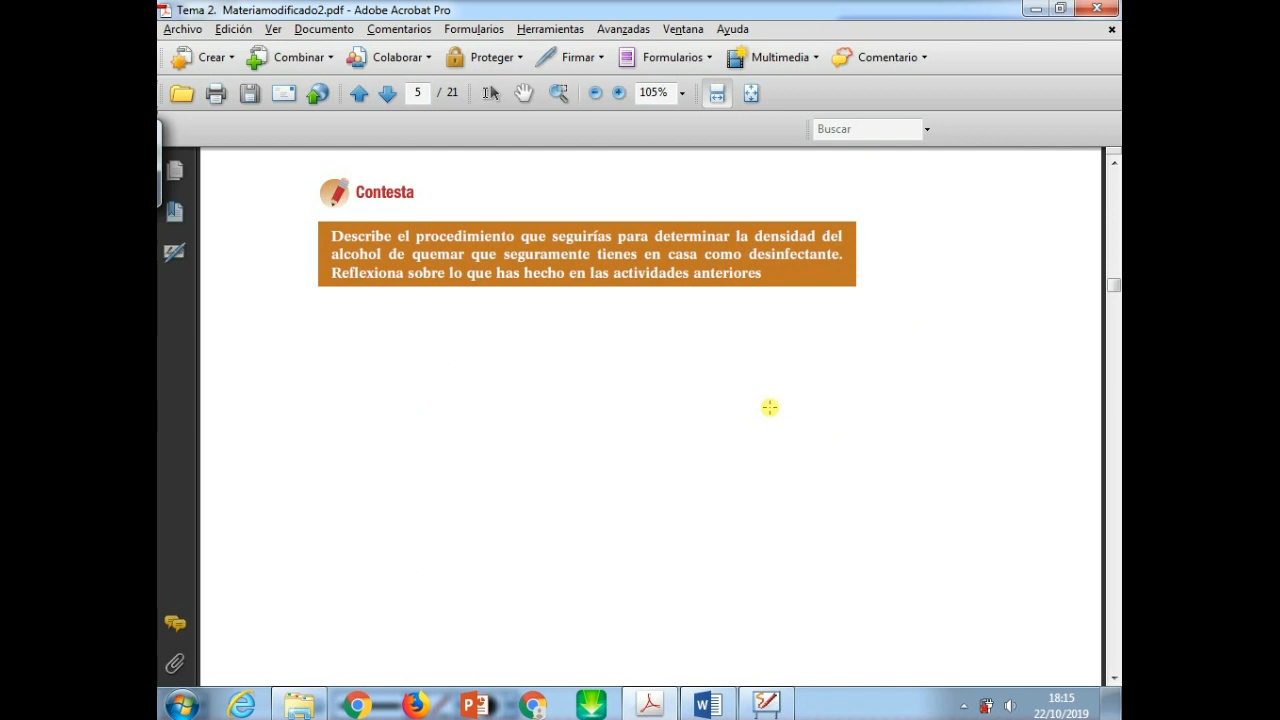 Tema 2.  Materiamodificado2.pdf - Adobe Acrobat Pro
Archivo Edición Ver Documento Comentarios Formularios Herramientas Avanzadas Ventana Ayuda
Crear Combinar Colaborar Proteger Firmar Formularios Multimedia Comentario
5 / 21 105%
Buscar
Contesta
Describe el procedimiento que seguirías para determinar la densidad del
alcohol de quemar que seguramente tienes en casa como desinfectante.
Reflexiona sobre lo que has hecho en las actividades anteriores
18:15
22/10/2019